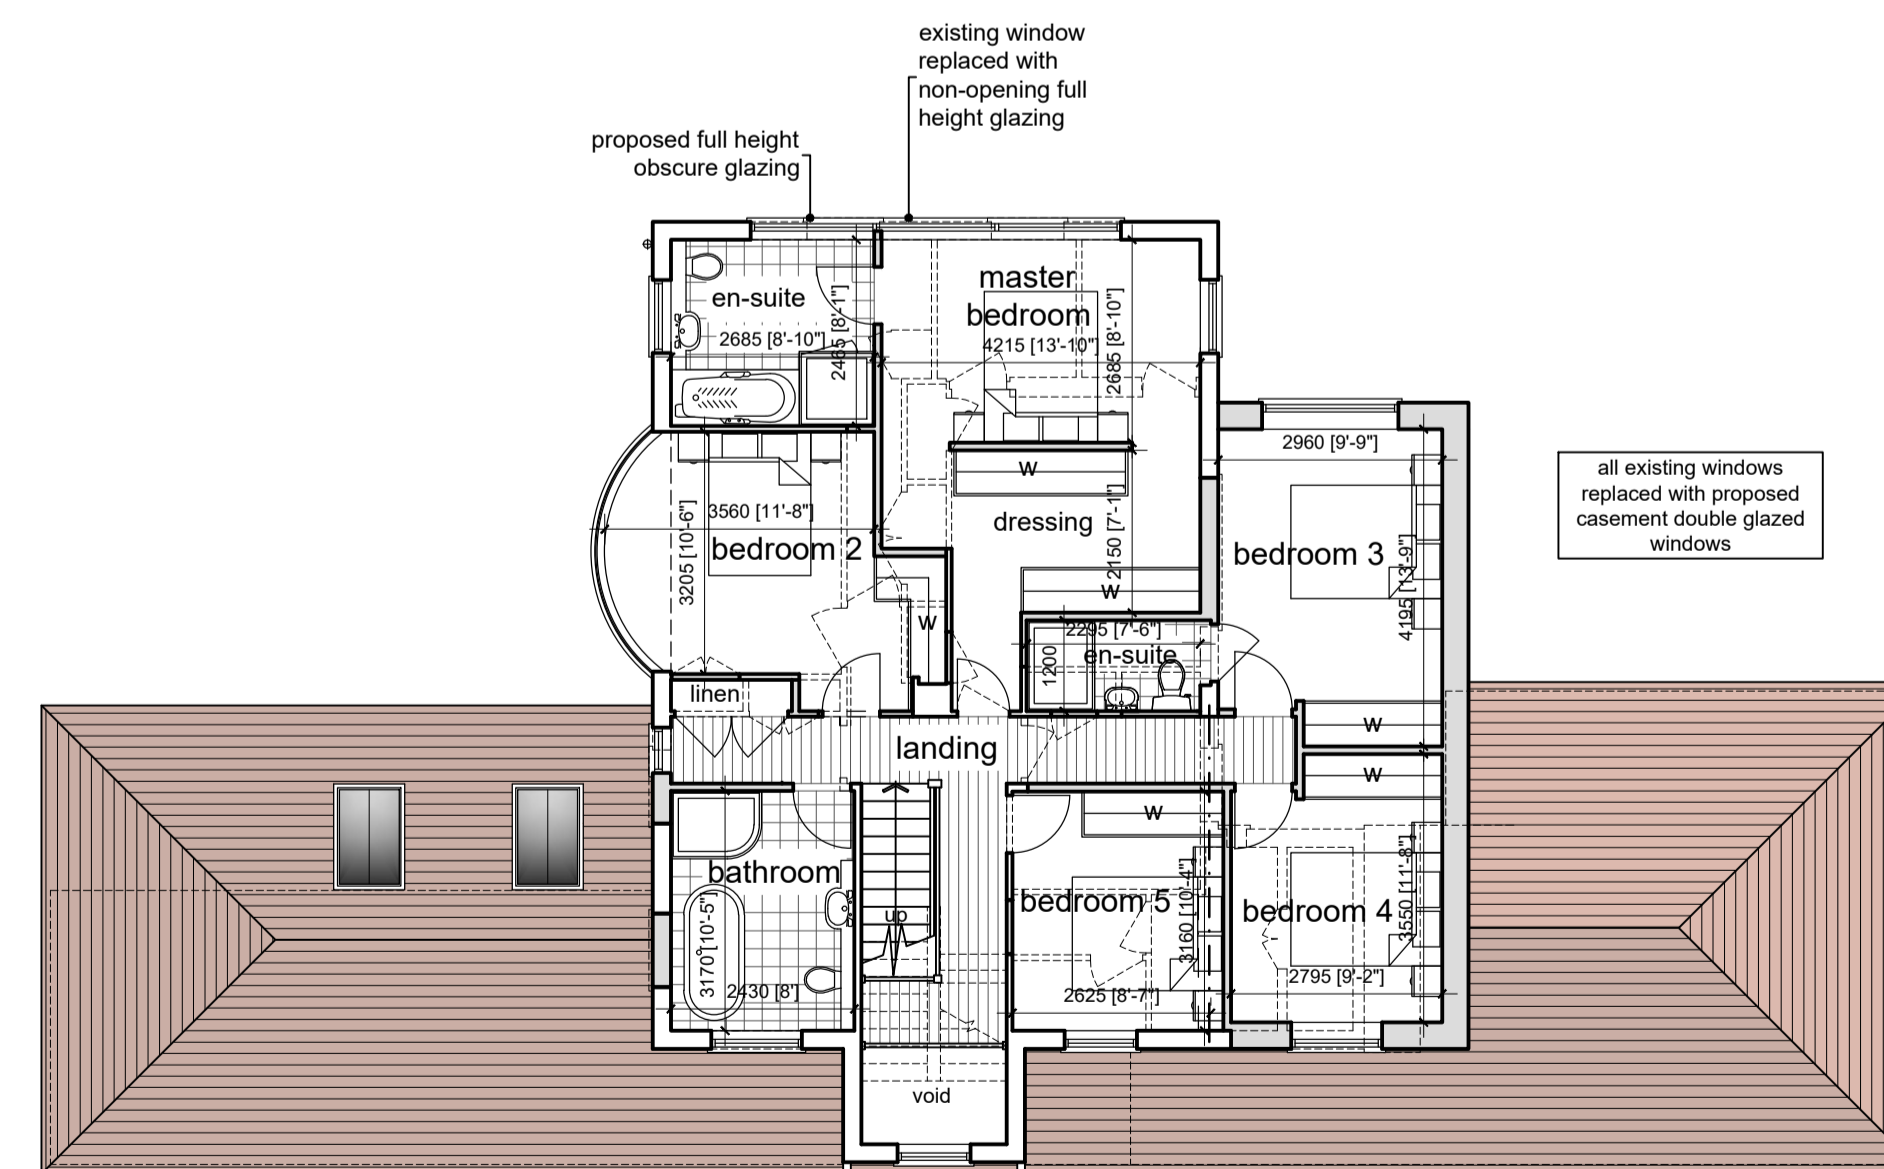 existing window
replaced with
non-opening full
height glazing
proposed full height
obscure glazing
en-suite
2685 [8'-10"]
2465 [8'-1"]
master
bedroom
4215 [13'-10"]
2685 [8'-10"]
W
dressing
2150 [7'-1"]
W
2960 [9'-9"]
bedroom 3
4195 [13'-9"]
W
all existing windows
replaced with proposed
casement double glazed
windows
3560 [11'-8"]
bedroom 2
3205 [10'-6"]
W
2295 [7'-6"]
en-suite
1200
linen
landing
W
bathroom
3170 [10'-5"]
2430 [8']
up
W
bedroom 5
3160 [10'-4"]
2625 [8'-7"]
bedroom 4
3550 [11'-8"]
2795 [9'-2"]
void